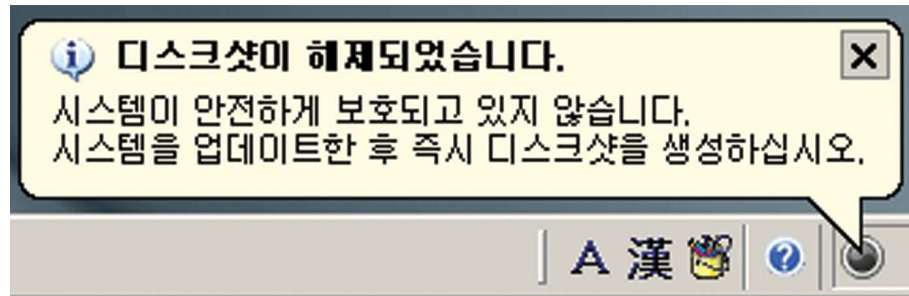 디스크샷이 해제되었습니다.
시스템이 안전하게 보호되고 있지 않습니다.
시스템을 업데이트한 후 즉시 디스크샷을 생성하십시오.
A 漢